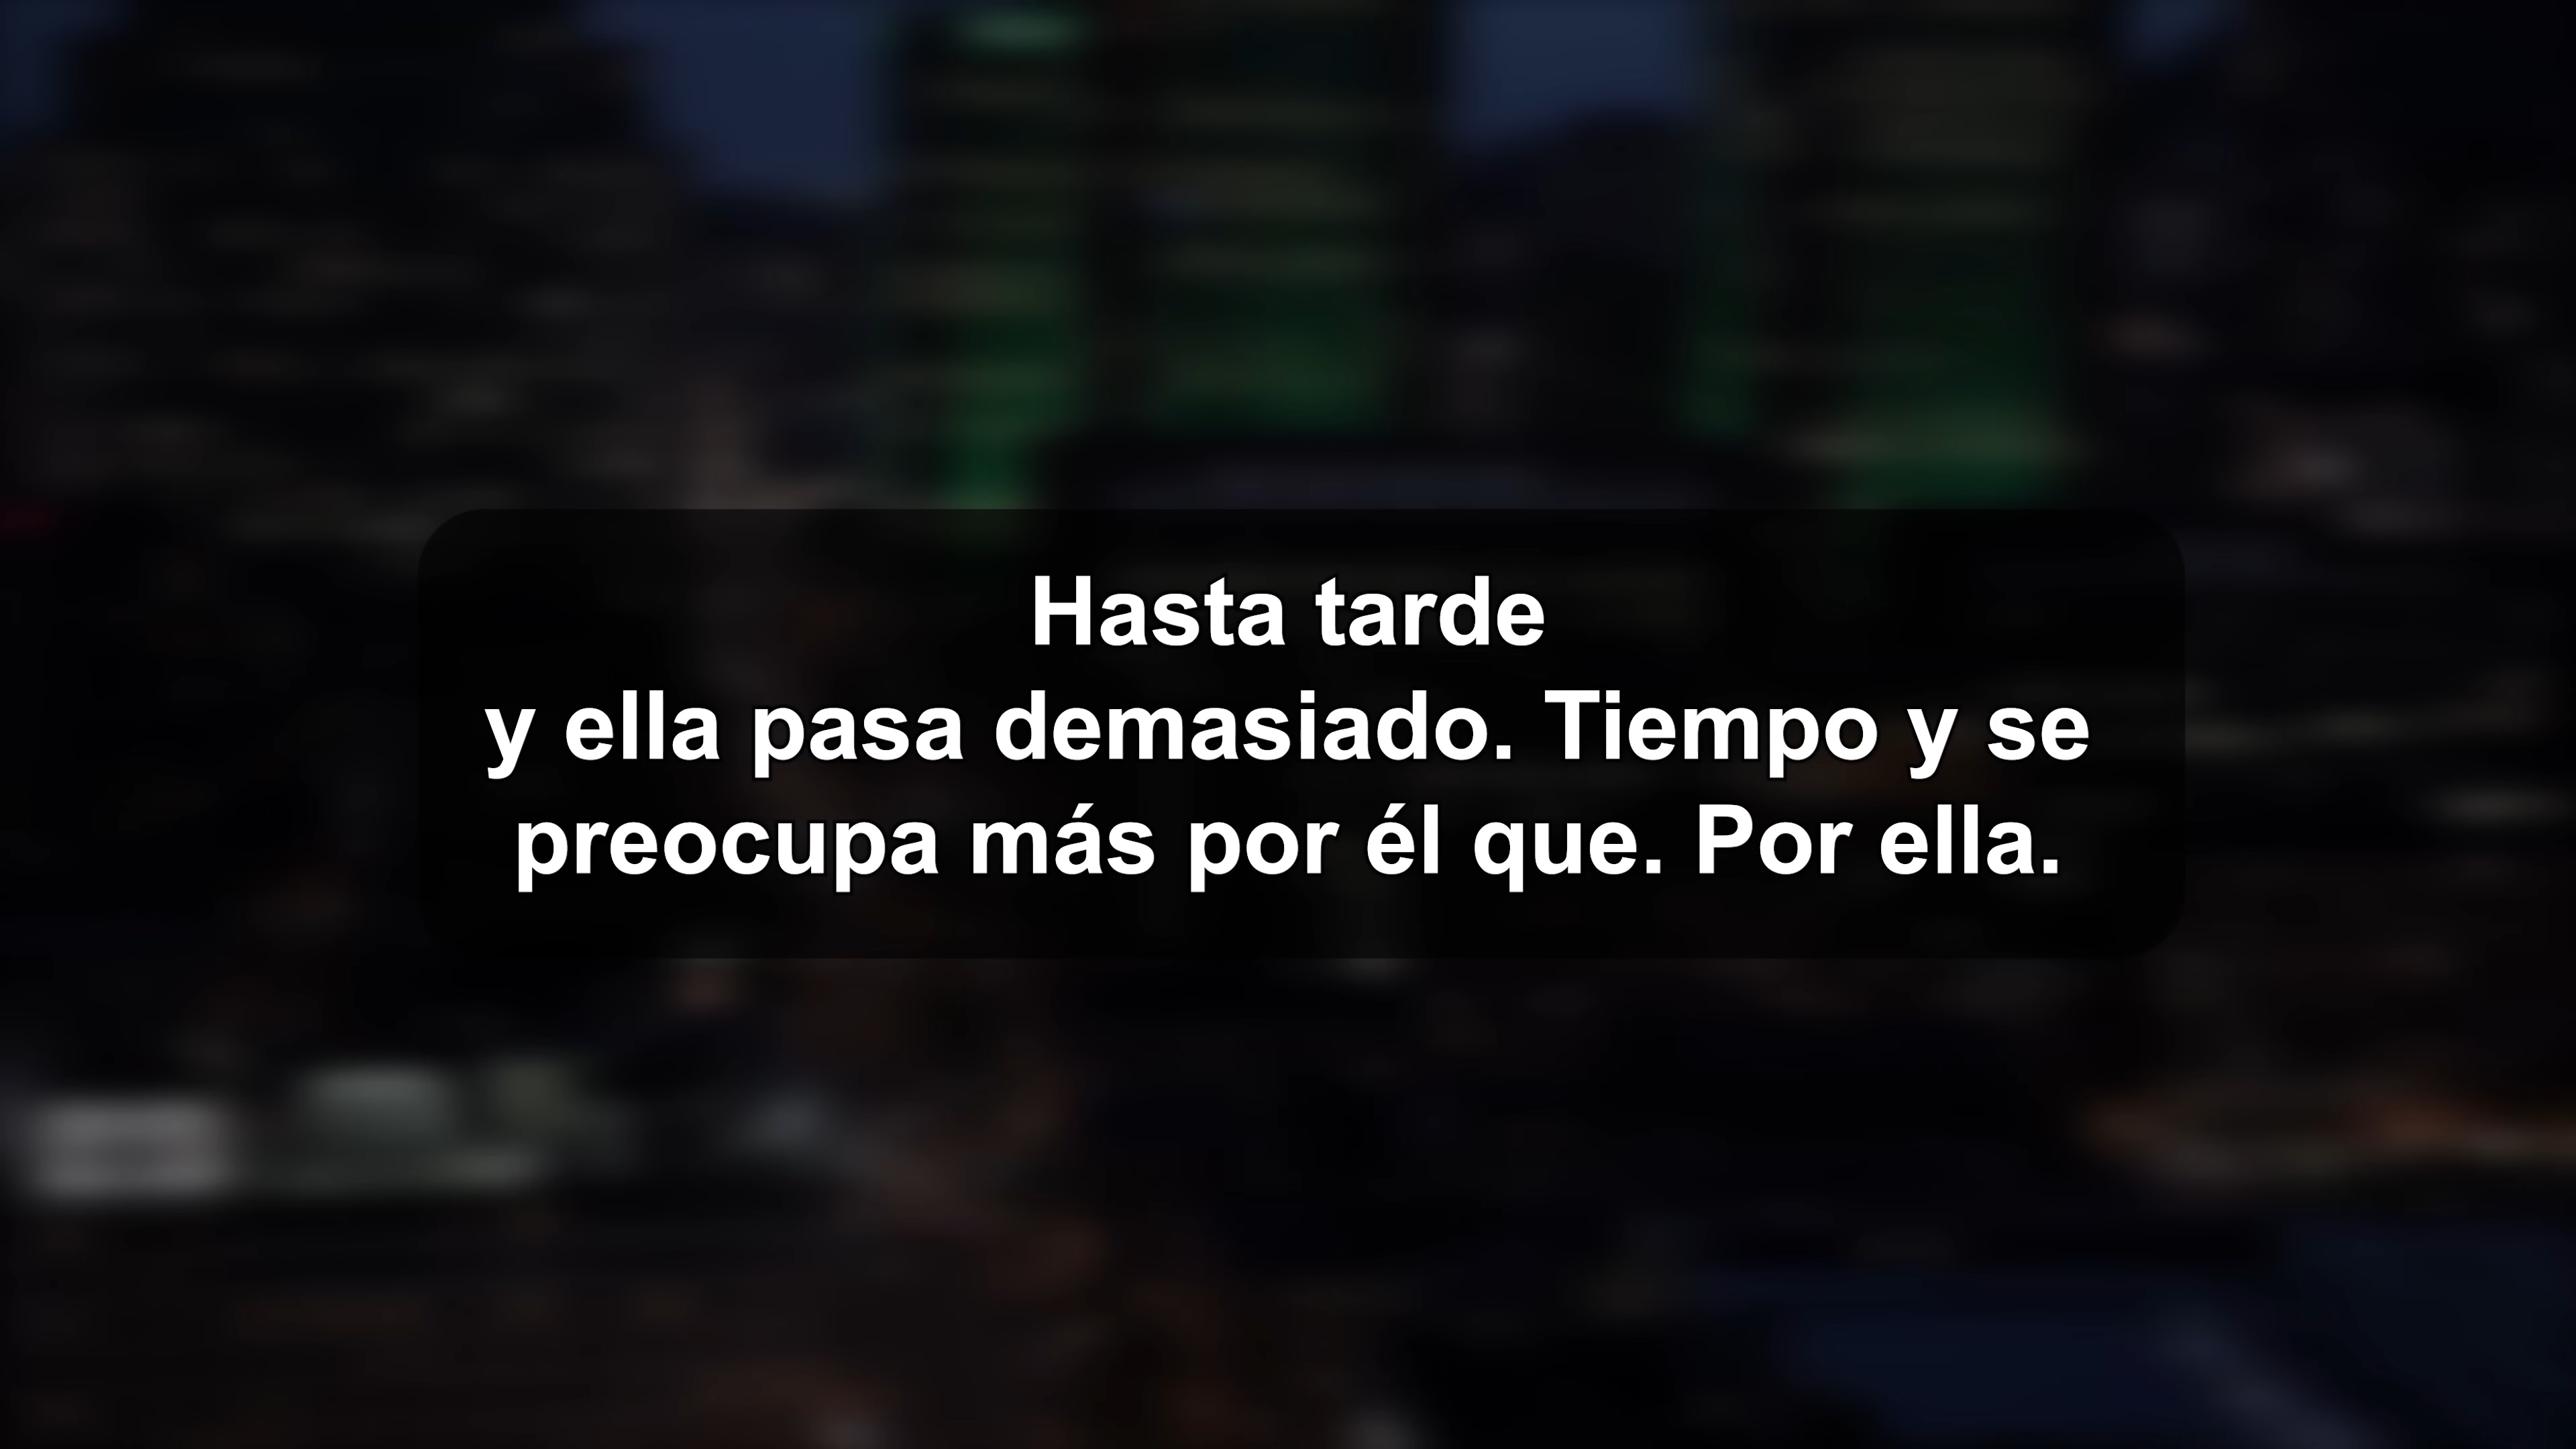 Hasta tarde
y ella pasa demasiado. Tiempo y se
preocupa más por él que. Por ella.